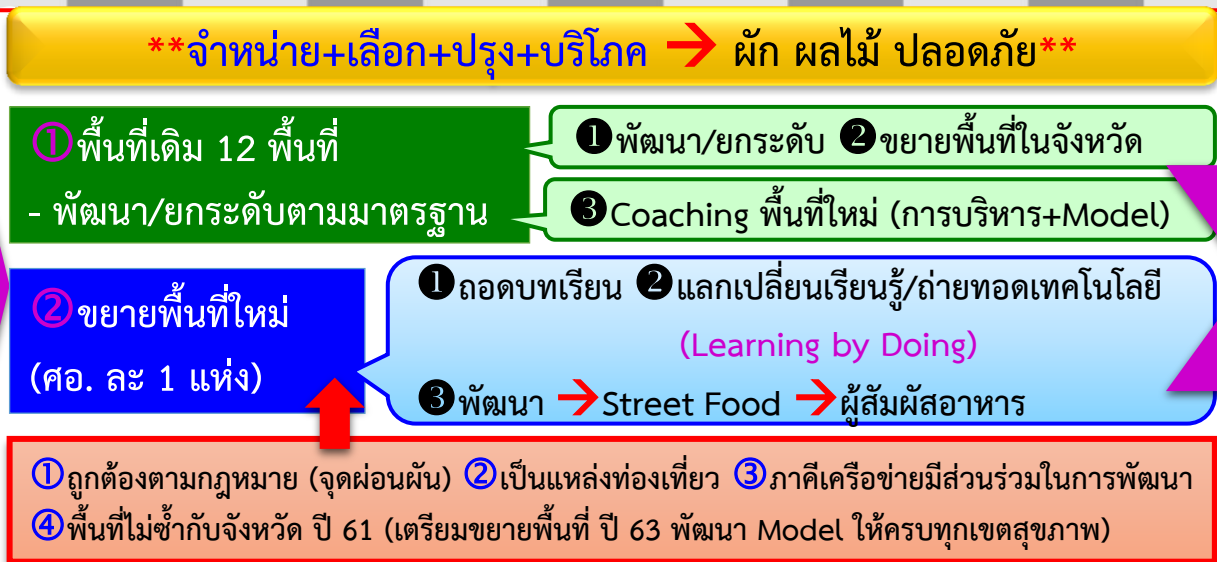 **จำหน่าย+เลือก+ปรุง+บริโภค → ผัก ผลไม้ ปลอดภัย**
①พื้นที่เดิม 12 พื้นที่
- พัฒนา/ยกระดับตามมาตรฐาน
❶พัฒนา/ยกระดับ ❷ขยายพื้นที่ในจังหวัด
❸Coaching พื้นที่ใหม่ (การบริหาร+Model)
②ขยายพื้นที่ใหม่
(ศอ. ละ 1 แห่ง)
❶ถอดบทเรียน ❷แลกเปลี่ยนเรียนรู้/ถ่ายทอดเทคโนโลยี
(Learning by Doing)
❸พัฒนา →Street Food →ผู้สัมผัสอาหาร
①ถูกต้องตามกฎหมาย (จุดผ่อนผัน) ②เป็นแหล่งท่องเที่ยว ③ภาคีเครือข่ายมีส่วนร่วมในการพัฒนา
④พื้นที่ไม่ซ้ำกับจังหวัด ปี 61 (เตรียมขยายพื้นที่ ปี 63 พัฒนา Model ให้ครบทุกเขตสุขภาพ)